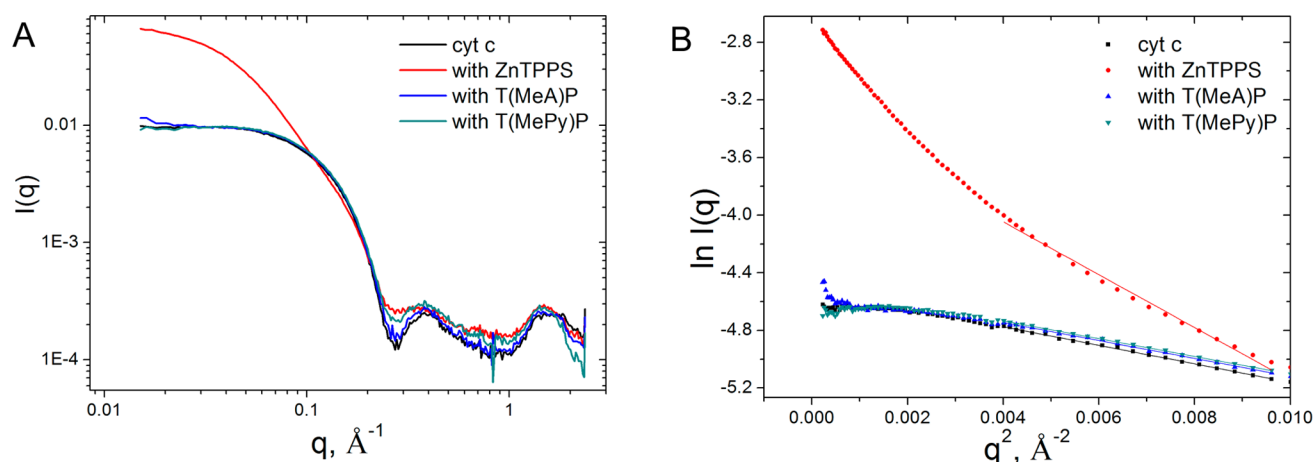 A
cyt c
with ZnTPPS
with T(MeA)P
with T(MePy)P
I(q)
0.01
1E-3
1E-4
0.01
0.1
1
q, Å⁻¹
B
cyt c
with ZnTPPS
with T(MeA)P
with T(MePy)P
ln I(q)
-2.8
-3.2
-3.6
-4.0
-4.4
-4.8
-5.2
0.000
0.002
0.004
0.006
0.008
0.010
q², Å⁻²